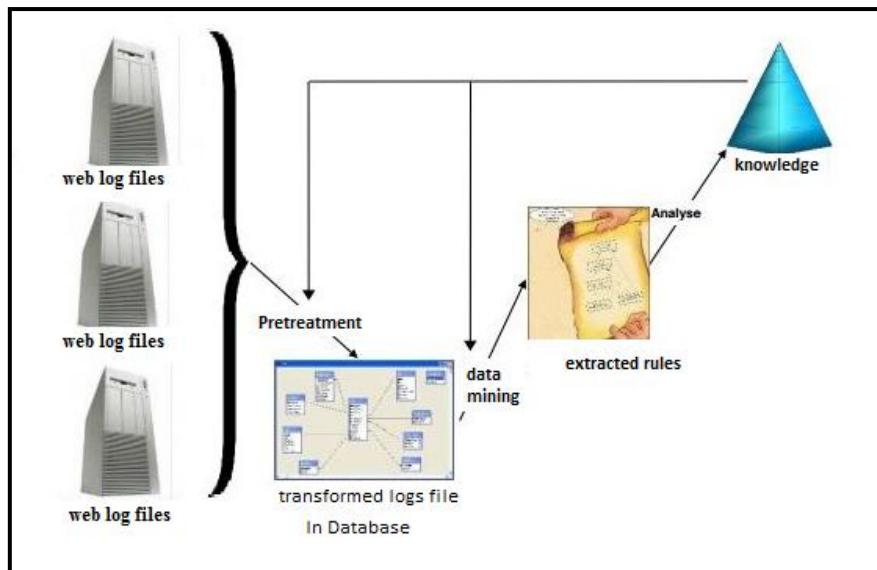 web log files
web log files
web log files
Pretreatment
transformed logs file
In Database
data
mining
extracted rules
Analyse
knowledge